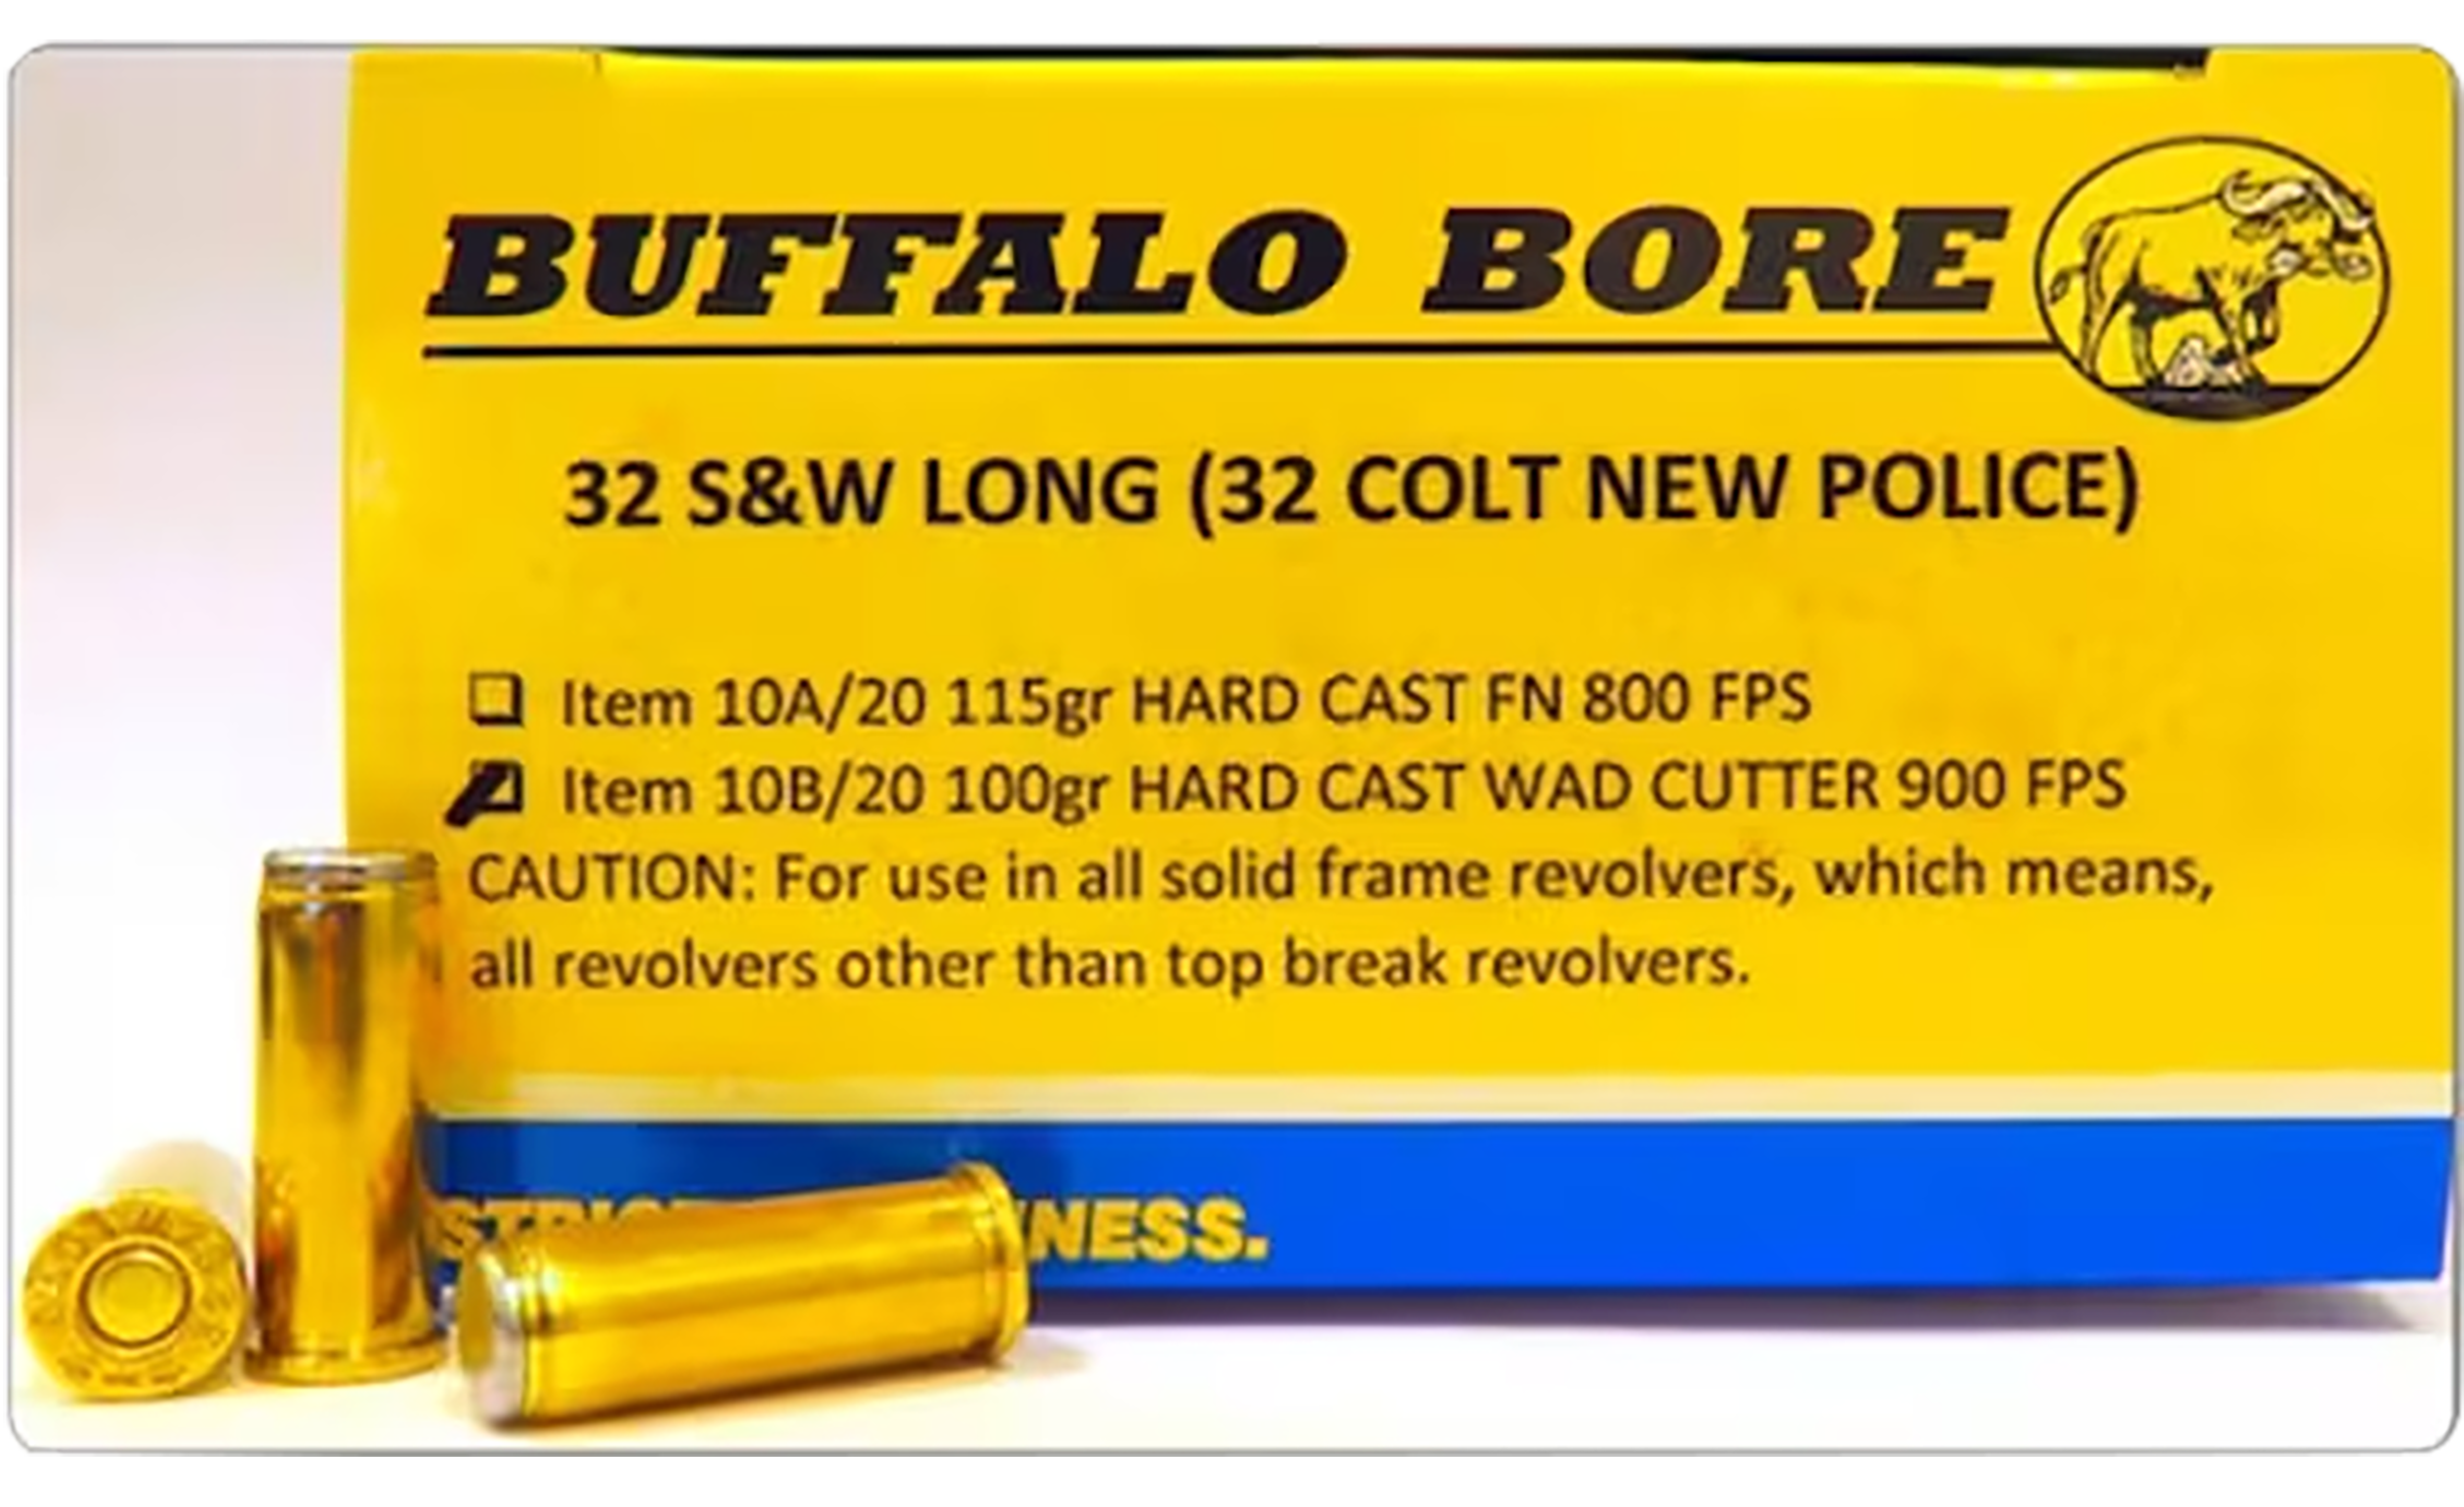 BUFFALO BORE
32 S&W LONG (32 COLT NEW POLICE)
Item 10A/20 115gr HARD CAST FN 800 FPS
Item 10B/20 100gr HARD CAST WAD CUTTER 900 FPS
CAUTION: For use in all solid frame revolvers, which means,
all revolvers other than top break revolvers.